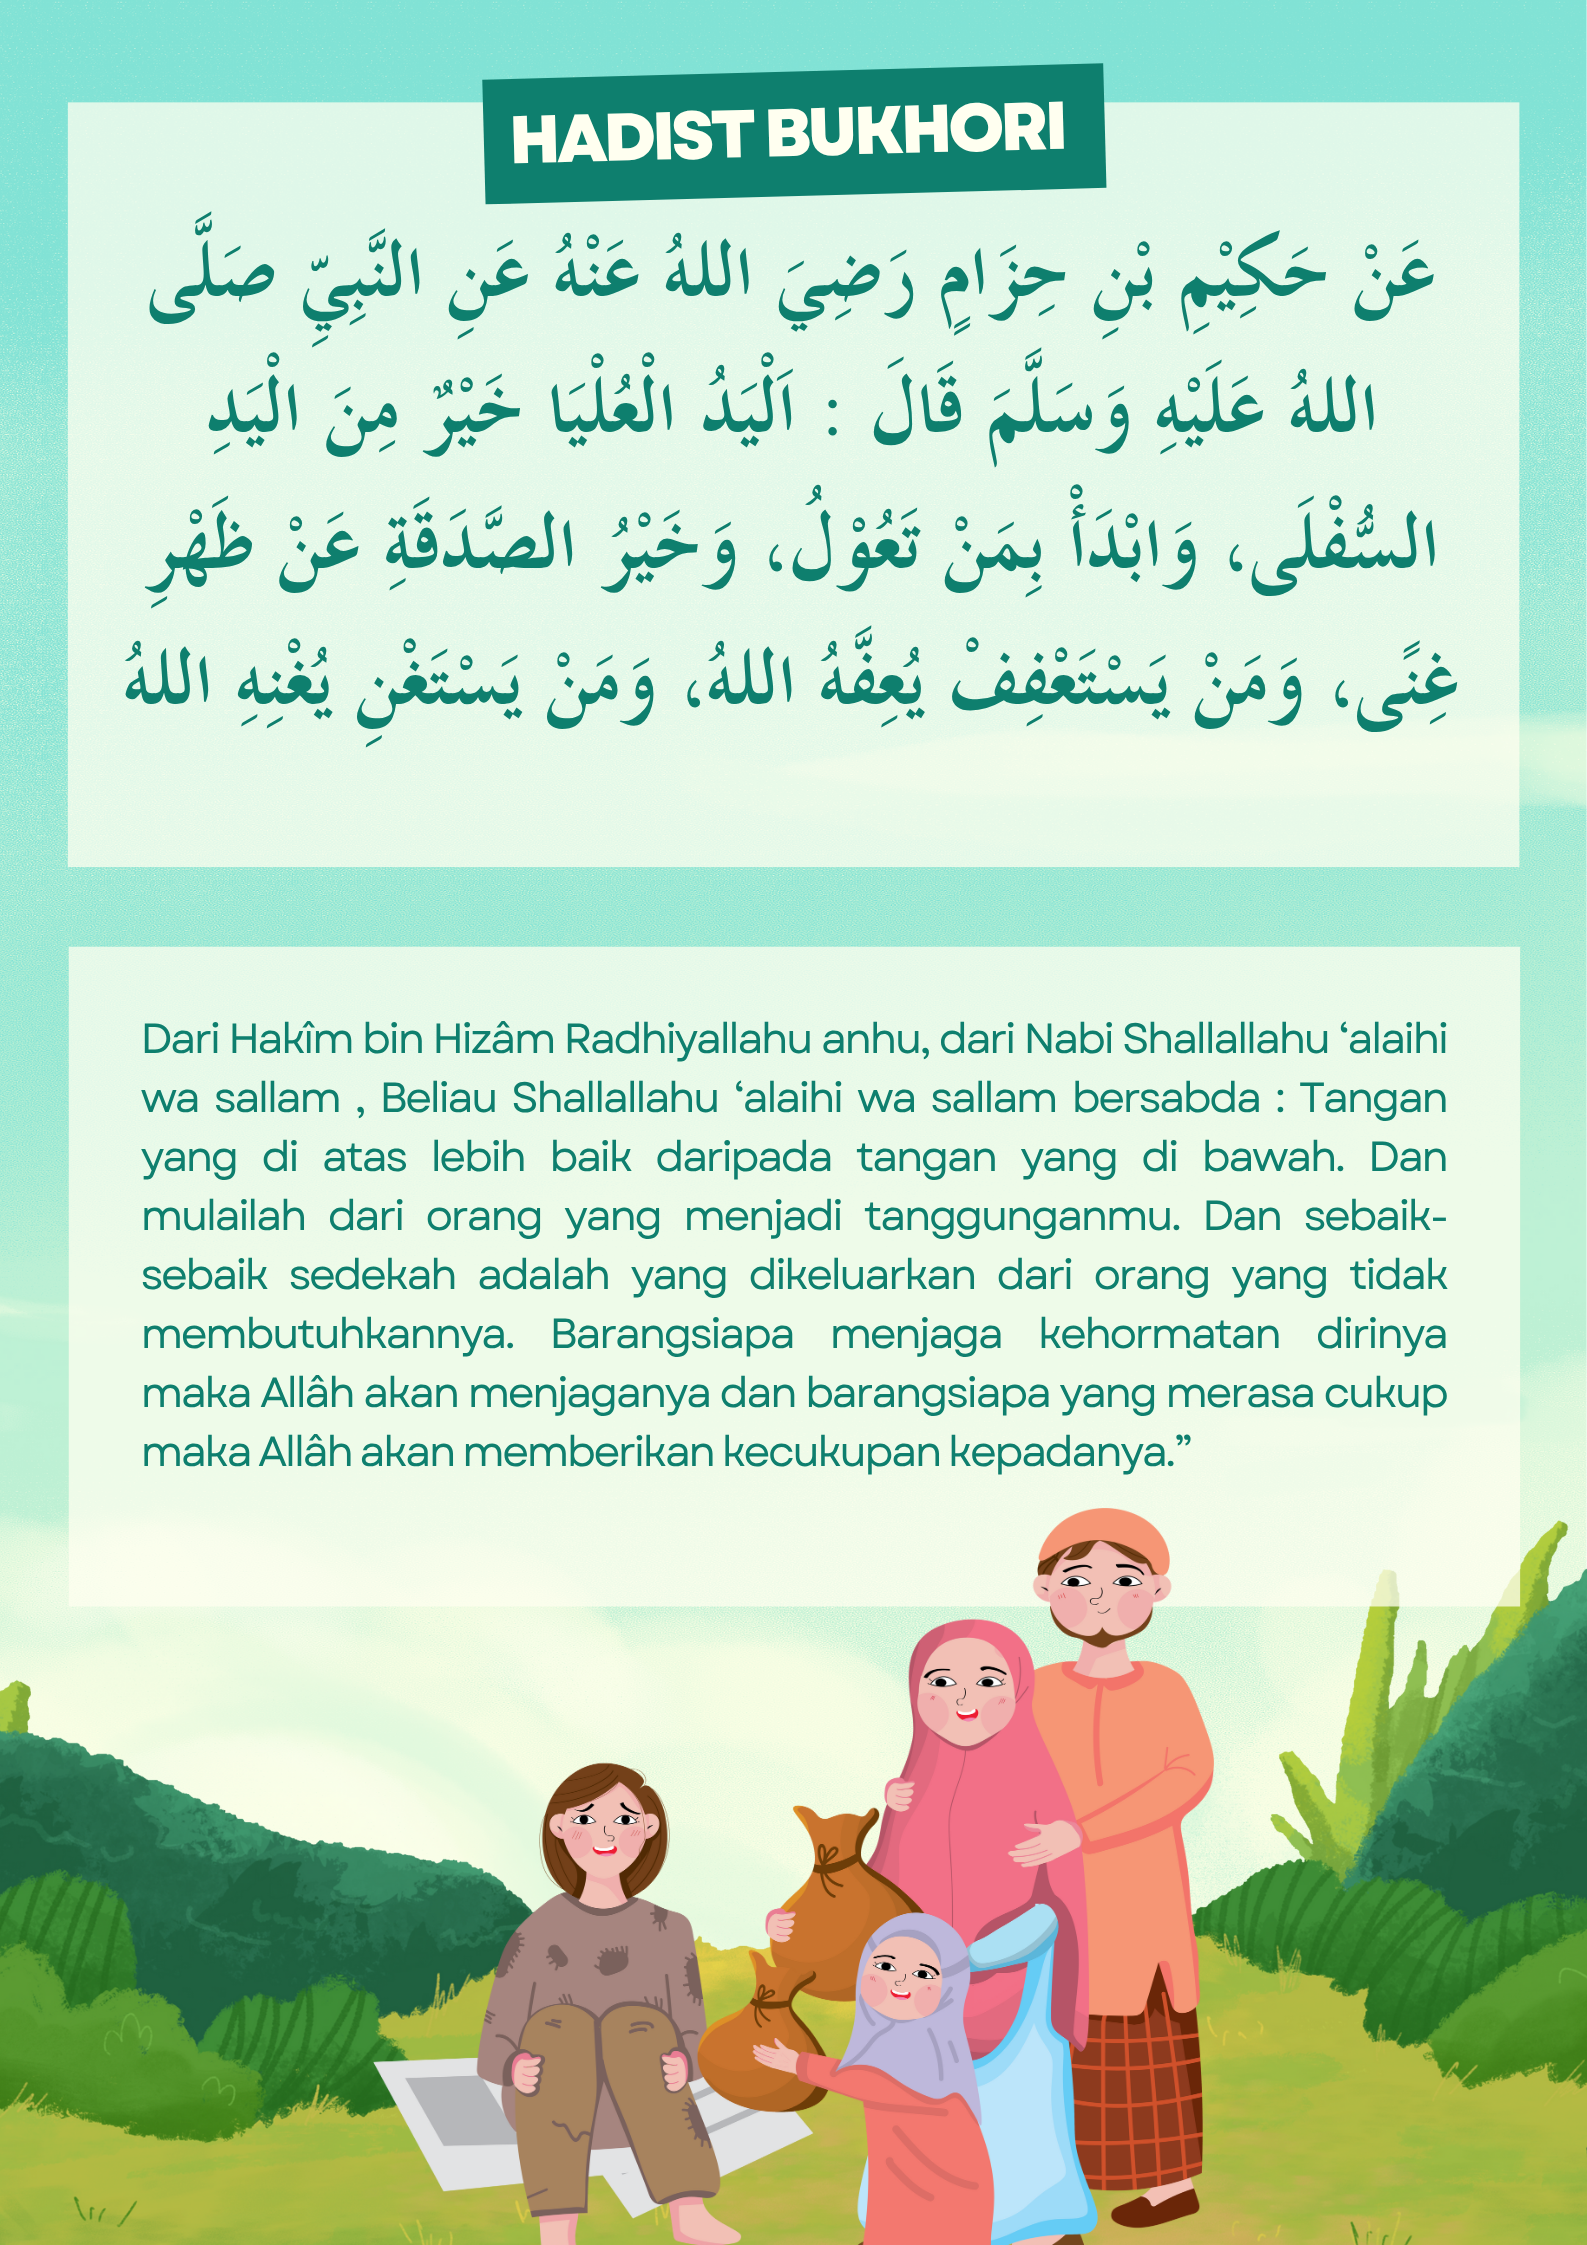 HADIST BUKHORI
عَنْ حَكِيْمِ بْنِ حِزَامٍ رَضِيَ اللهُ عَنْهُ عَنِ النَّبِيِّ صَلَّى
اللهُ عَلَيْهِ وَسَلَّمَ قَالَ : اَلْيَدُ الْعُلْيَا خَيْرٌ مِنَ الْيَدِ
السُّفْلَى، وَابْدَأْ بِمَنْ تَعُوْلُ، وَخَيْرُ الصَّدَقَةِ عَنْ ظَهْرِ
غِنًى، وَمَنْ يَسْتَعْفِفْ يُعِفَّهُ اللهُ، وَمَنْ يَسْتَغْنِ يُغْنِهِ اللهُ
Dari Hakîm bin Hizâm Radhiyallahu anhu, dari Nabi Shallallahu ‘alaihi
wa sallam , Beliau Shallallahu ‘alaihi wa sallam bersabda : Tangan
yang di atas lebih baik daripada tangan yang di bawah. Dan
mulailah dari orang yang menjadi tanggunganmu. Dan sebaik-
sebaik sedekah adalah yang dikeluarkan dari orang yang tidak
membutuhkannya. Barangsiapa menjaga kehormatan dirinya
maka Allâh akan menjaganya dan barangsiapa yang merasa cukup
maka Allâh akan memberikan kecukupan kepadanya.”